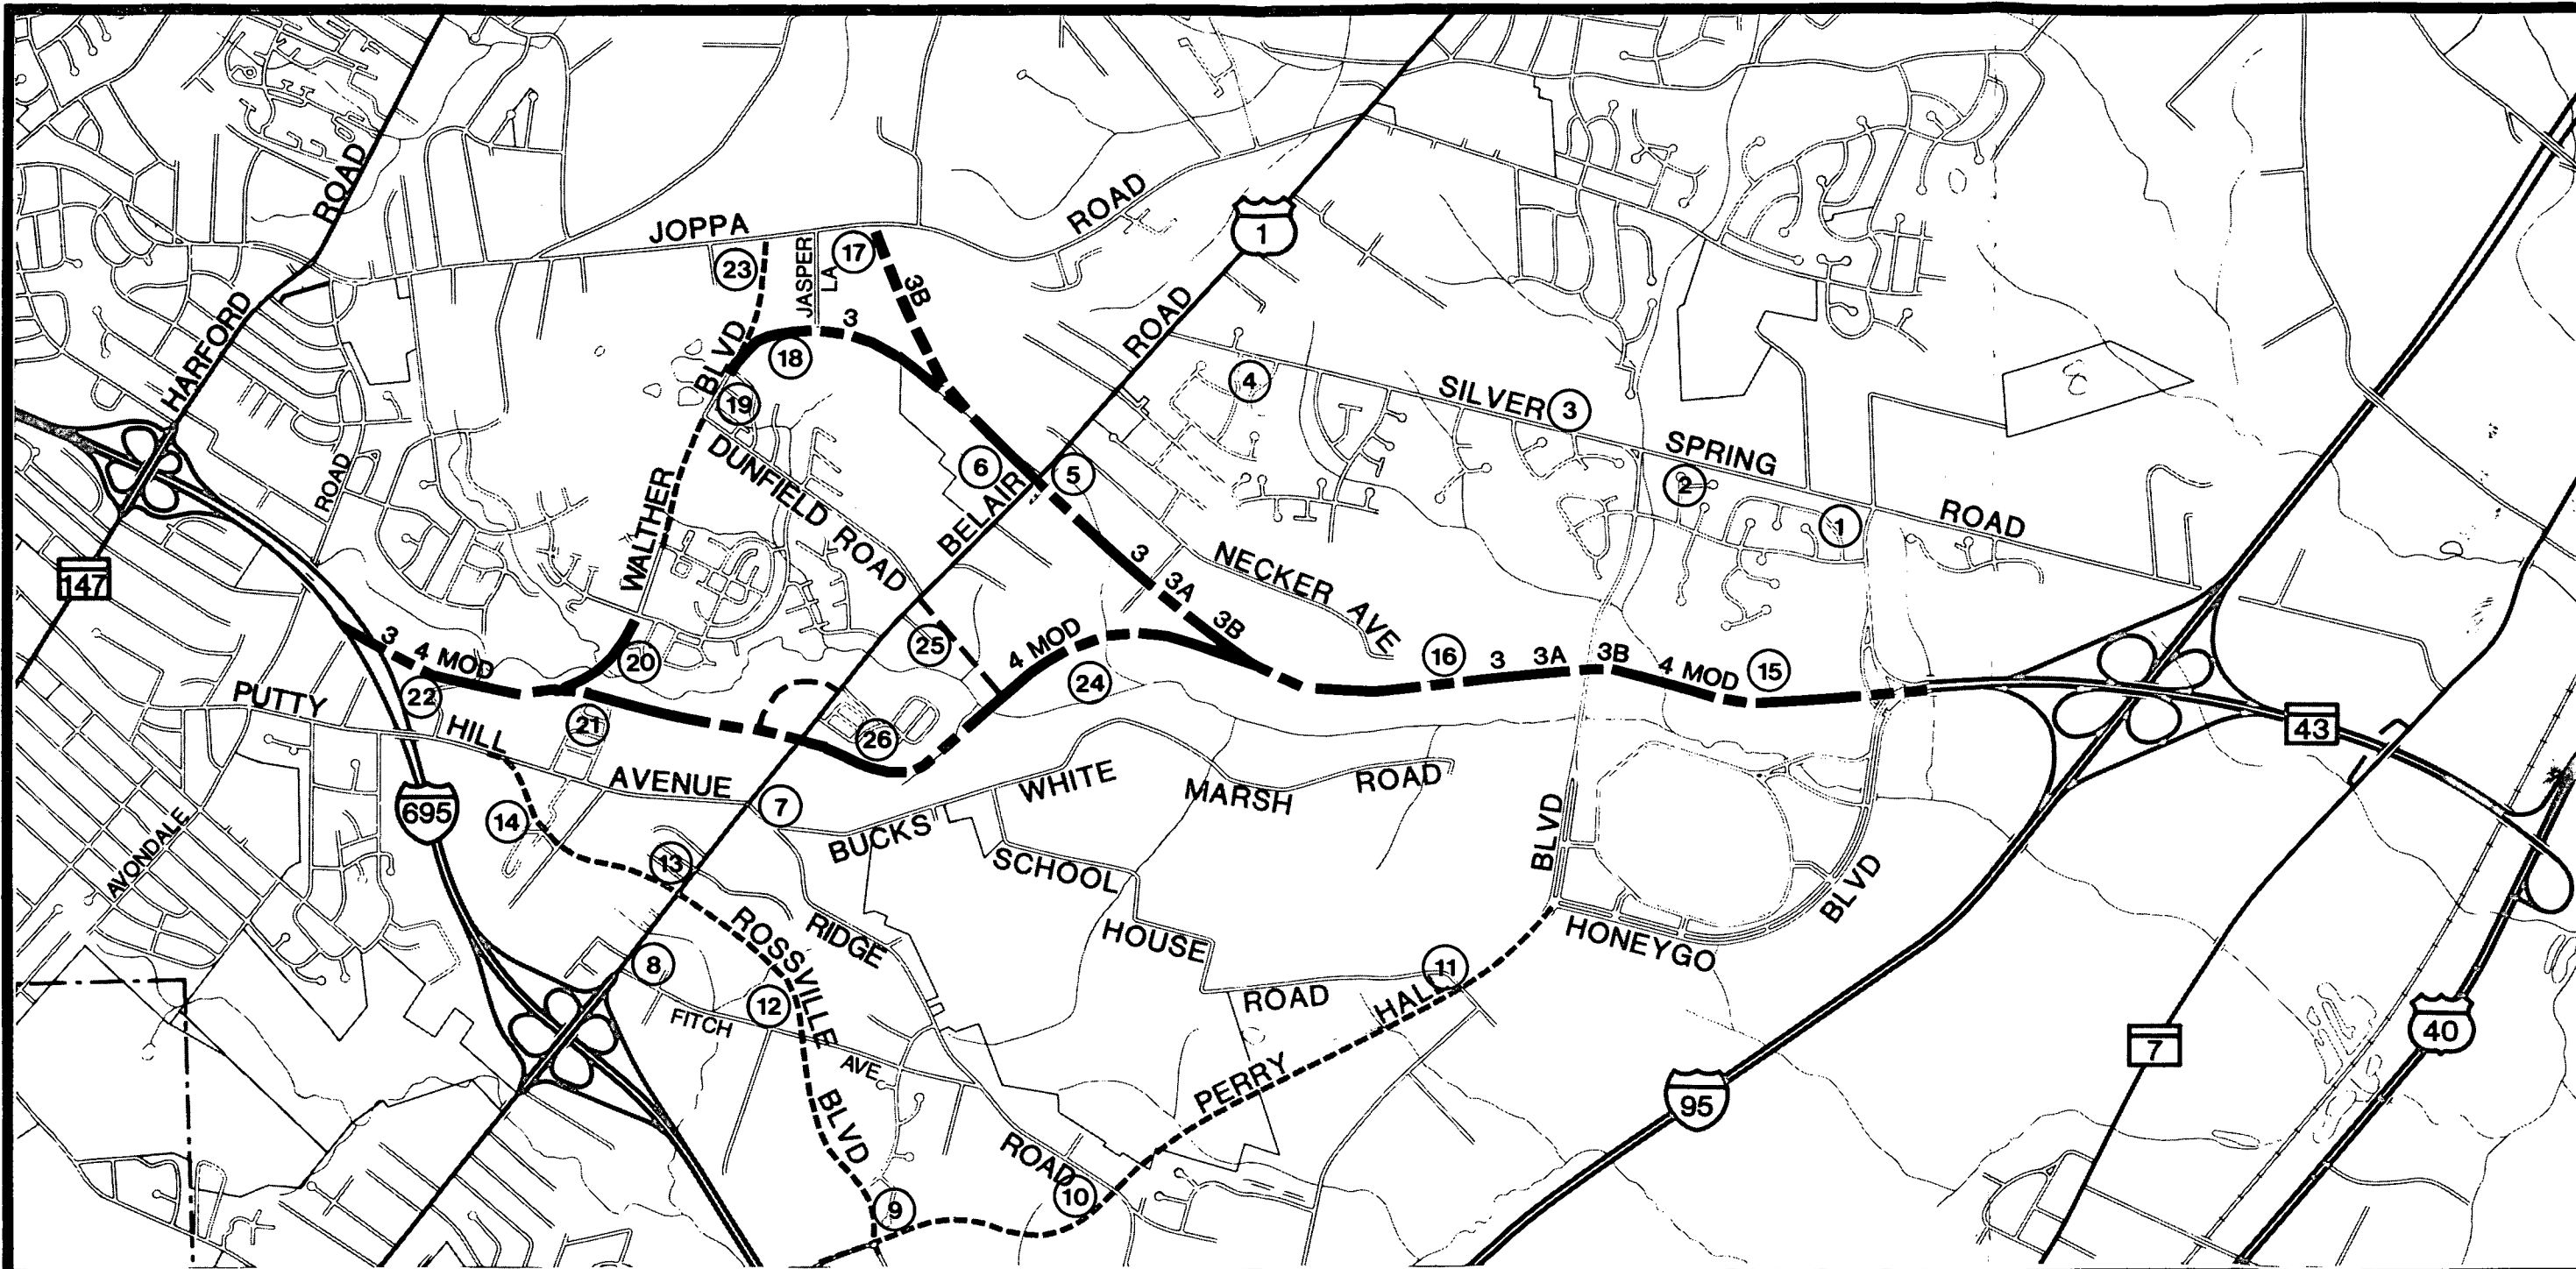 ROAD
JOPPA
ROAD
1
23
JASPER
LA
17
3B
HARFORD
BLVD
3
18
19
ROAD
4
SILVER
3
SPRING
ROAD
ROAD
WALTHER
DUNFIELD
ROAD
6
5
BELAIR
2
1
147
3
3A
3B
NECKER
AVE
3
4 MOD
20
22
21
25
4 MOD
24
16
3
3A
3B
4 MOD
15
43
PUTTY
HILL
AVENUE
26
7
BUCKS
WHITE
MARSH
ROAD
695
14
13
AVONDALE
SCHOOL
HOUSE
ROAD
BLVD
BLVD
HONEYGO
ROSSVILLE
BLVD
RIDGE
ROAD
8
12
FITCH
AVE
11
PERRY
HALL
9
10
95
7
40